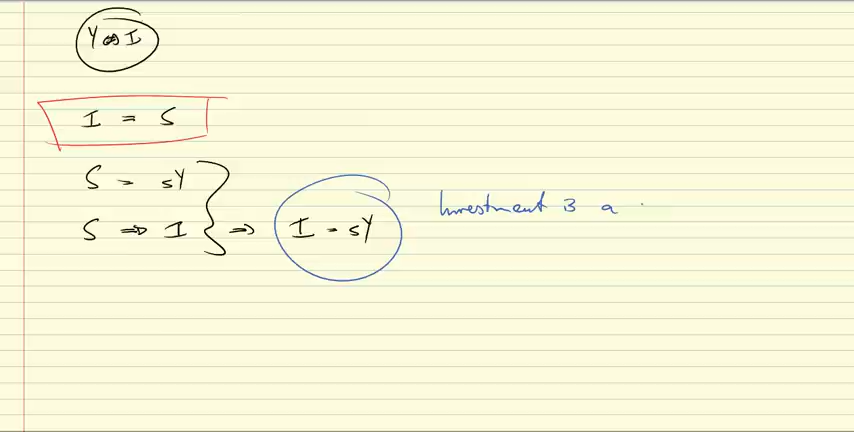 Y ⇔ I
I = S
S = sY
S ⇒ I } ⇒ I = sY
Investment is a